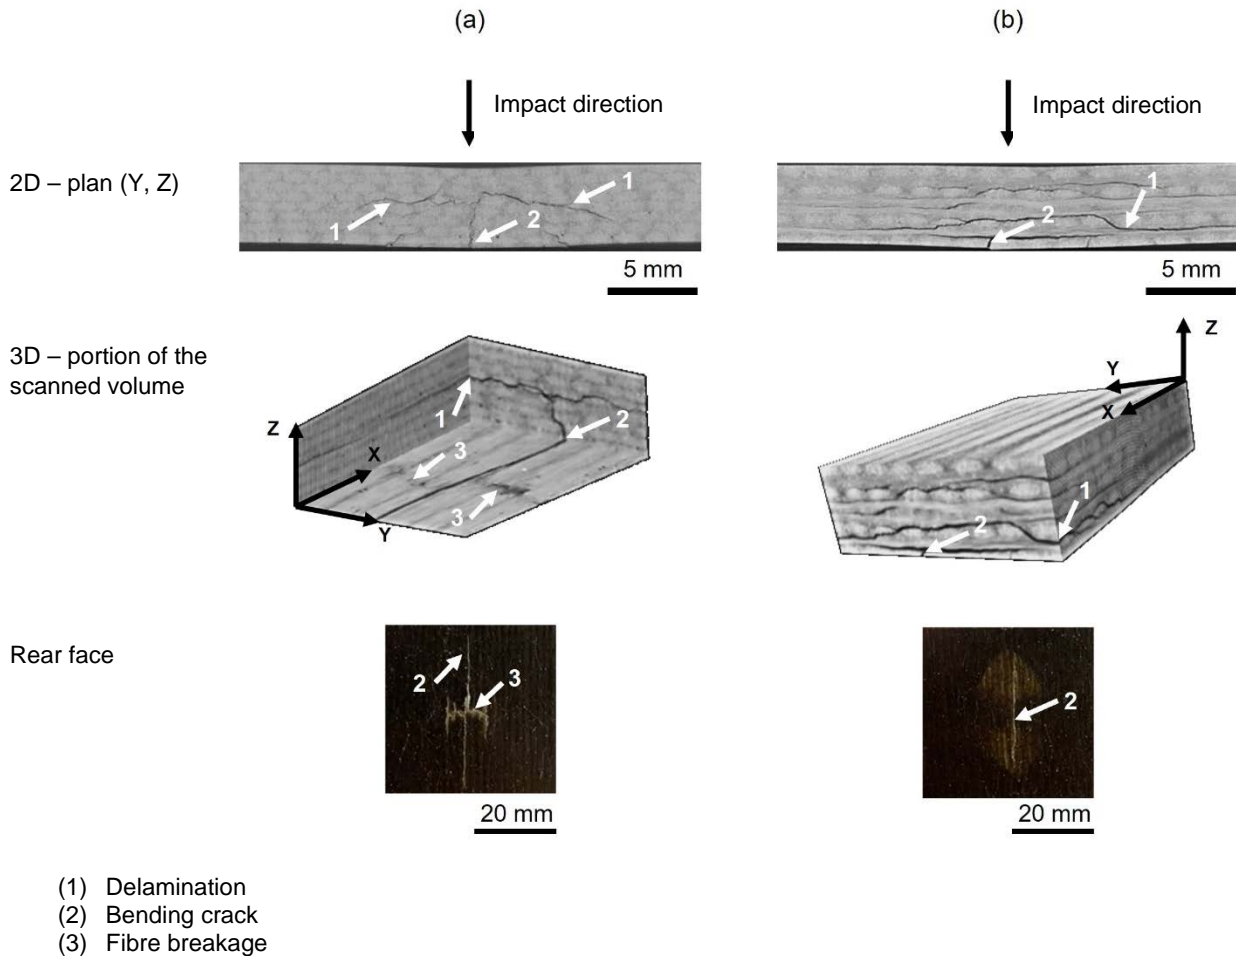 (a)
(b)
Impact direction
Impact direction
2D – plan (Y, Z)
1
1
2
1
2
5 mm
5 mm
3D – portion of the
scanned volume
Z
X
Y
1
2
3
3
Z
Y
X
1
2
Rear face
2
3
2
20 mm
20 mm
(1) Delamination
(2) Bending crack
(3) Fibre breakage